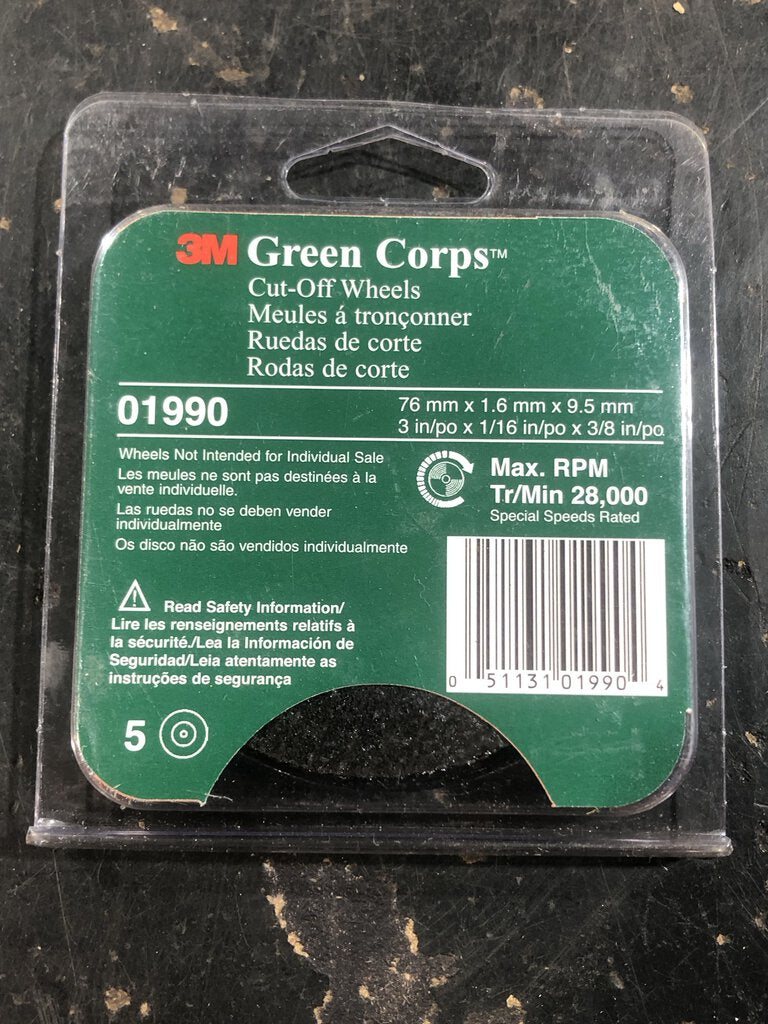 3M Green Corps™
Cut-Off Wheels
Meules á tronçonner
Ruedas de corte
Rodas de corte
01990
76 mm x 1.6 mm x 9.5 mm
3 in/po x 1/16 in/po x 3/8 in/po
Wheels Not Intended for Individual Sale
Les meules ne sont pas destinées à la
vente individuelle.
Las ruedas no se deben vender
individualmente
Os disco não são vendidos individualmente
Max. RPM
Tr/Min 28,000
Special Speeds Rated
Read Safety Information/
Lire les renseignements relatifs à
la sécurité./Lea la Información de
Seguridad/Leia atentamente as
instruções de segurança
0 51131 01990 4
5